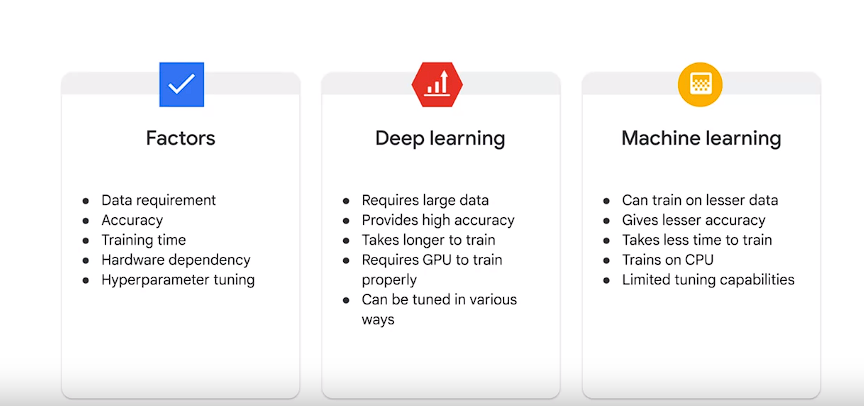 Factors
Data requirement
Accuracy
Training time
Hardware dependency
Hyperparameter tuning
Deep learning
Requires large data
Provides high accuracy
Takes longer to train
Requires GPU to train
properly
Can be tuned in various
ways
Machine learning
Can train on lesser data
Gives lesser accuracy
Takes less time to train
Trains on CPU
Limited tuning capabilities